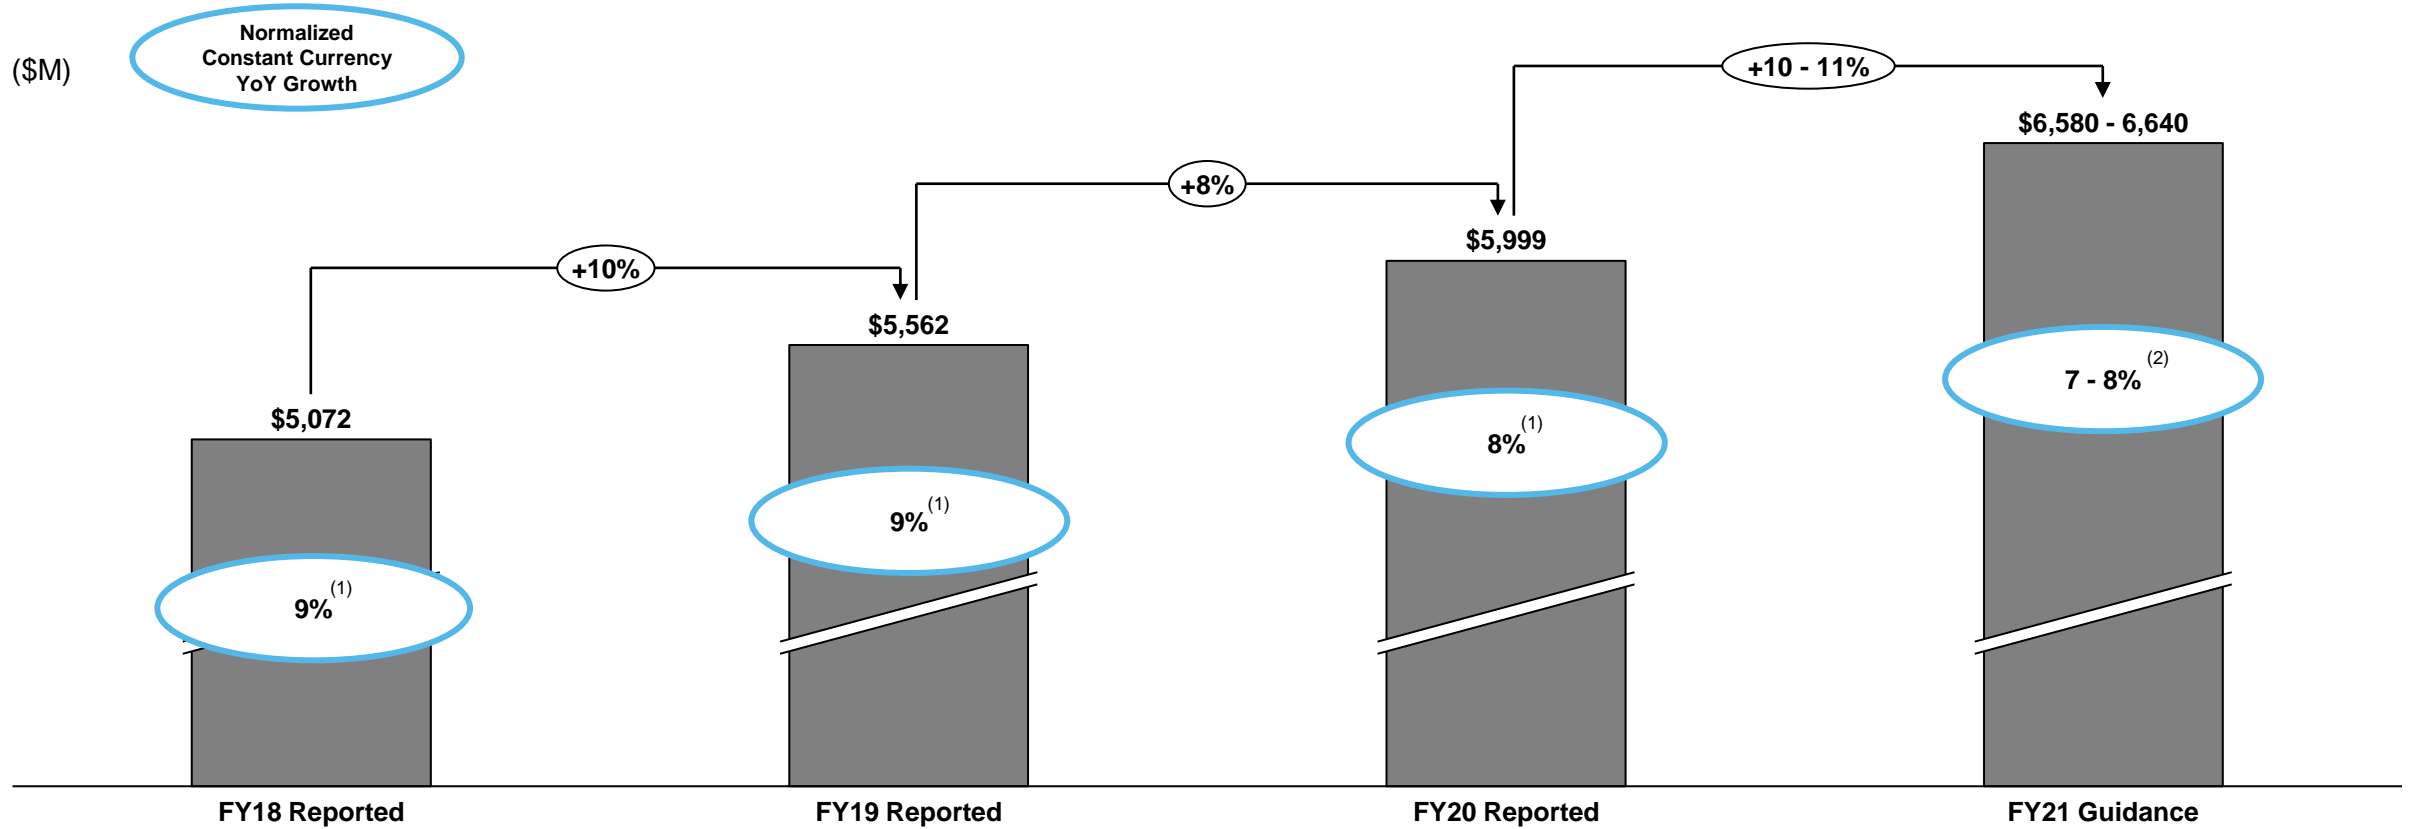 ($M)
Normalized
Constant Currency
YoY Growth
+10 - 11%
$6,580 - 6,640
+8%
$5,999
+10%
$5,562
$5,072
7 - 8% (2)
8% (1)
9% (1)
9% (1)
FY18 Reported
FY19 Reported
FY20 Reported
FY21 Guidance